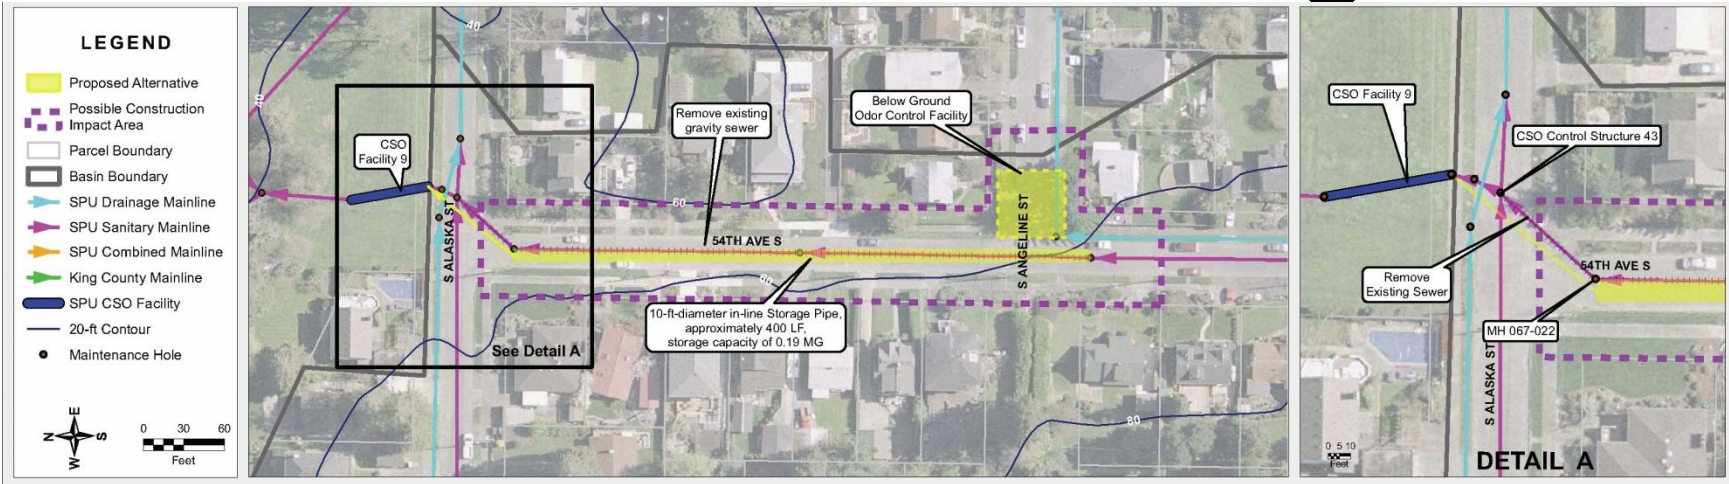 LEGEND
Proposed Alternative
Possible Construction
Impact Area
Parcel Boundary
Basin Boundary
SPU Drainage Mainline
SPU Sanitary Mainline
SPU Combined Mainline
King County Mainline
SPU CSO Facility
20-ft Contour
Maintenance Hole
N
E
S
W
0 30 60
Feet
40
40
CSO
Facility 9
Remove existing
gravity sewer
Below Ground
Odor Control Facility
60
54TH AVE S
S ALASKA ST
S ANGELINE ST
60
10-ft-diameter in-line Storage Pipe,
approximately 400 LF,
storage capacity of 0.19 MG
See Detail A
80
CSO Facility 9
CSO Control Structure 43
Remove
Existing Sewer
54TH AVE S
MH 067-022
S ALASKA ST
0 5 10
Feet
DETAIL A